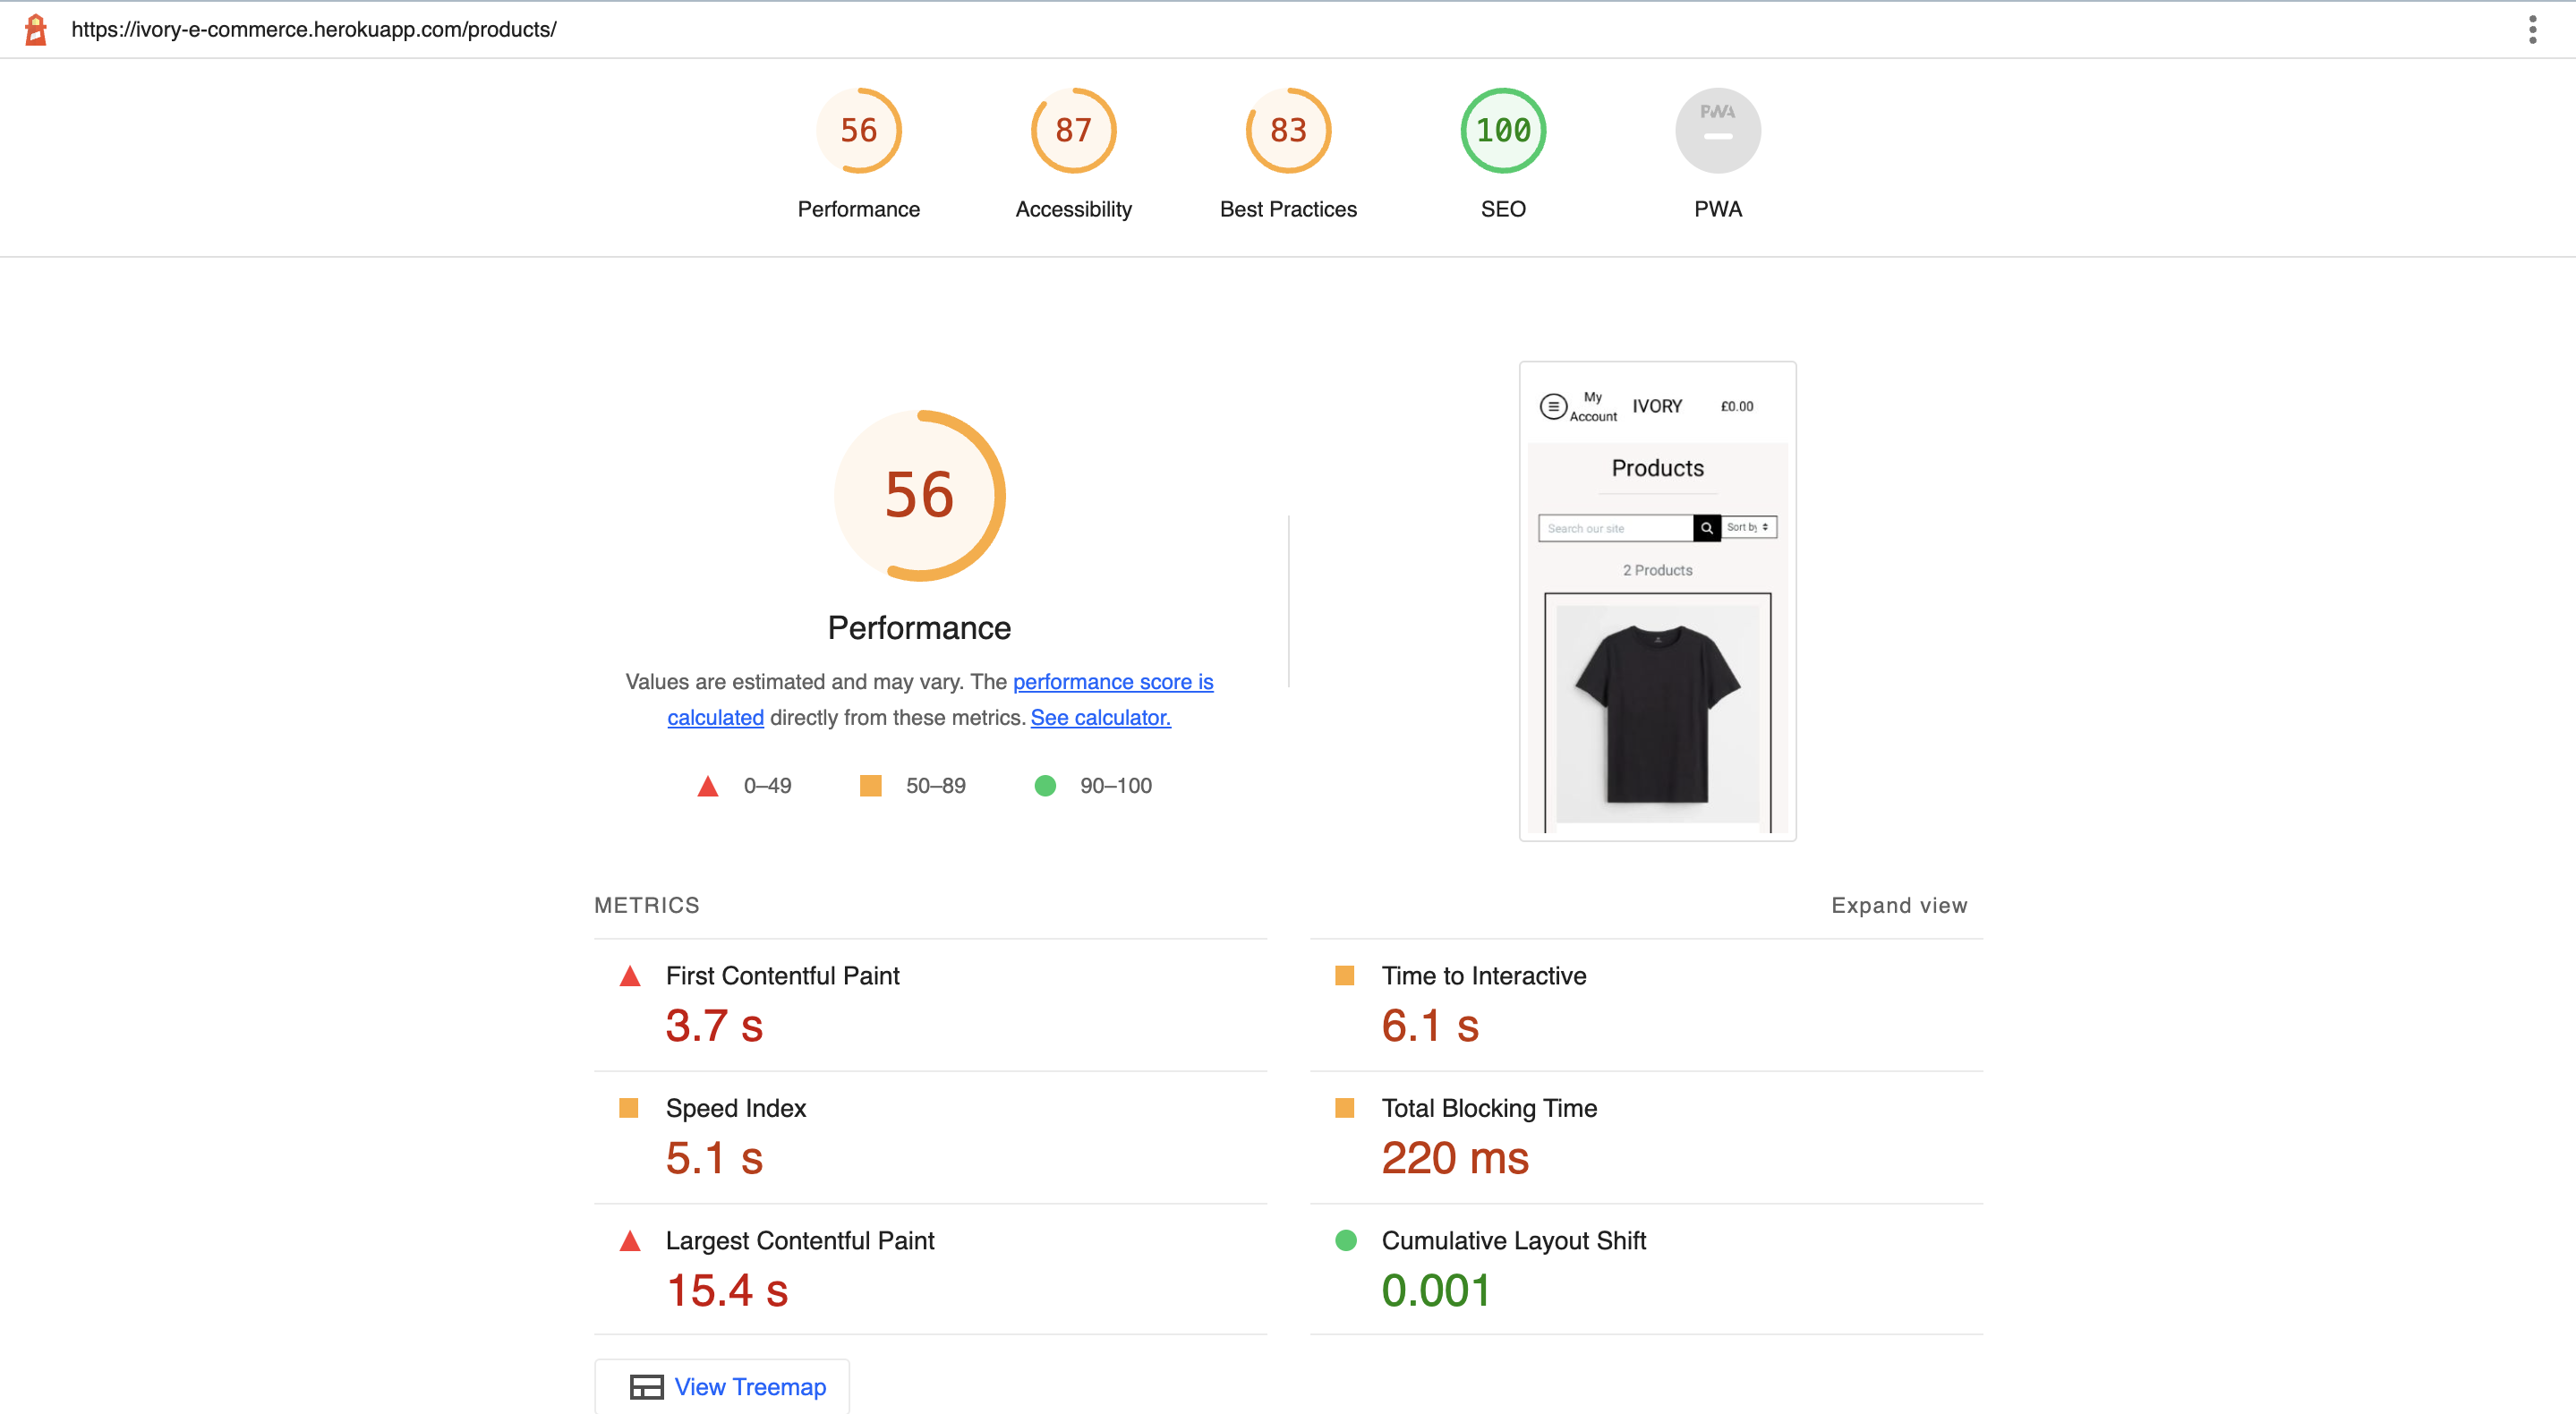 https://ivory-e-commerce.herokuapp.com/products/
56
87
83
100
PWA
Performance
Accessibility
Best Practices
SEO
PWA
56
Performance
Values are estimated and may vary. The performance score is
calculated directly from these metrics. See calculator.
0–49
50–89
90–100
My
Account
IVORY
£0.00
Products
Search our site
Sort by
2 Products
METRICS
Expand view
First Contentful Paint
3.7 s
Time to Interactive
6.1 s
Speed Index
5.1 s
Total Blocking Time
220 ms
Largest Contentful Paint
15.4 s
Cumulative Layout Shift
0.001
View Treemap